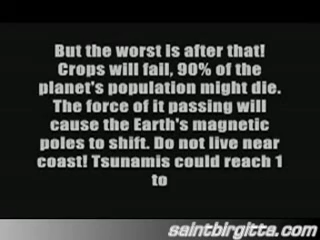 But the worst is after that!
Crops will fail, 90% of the
planet's population might die.
The force of it passing will
cause the Earth's magnetic
poles to shift. Do not live near
coast! Tsunamis could reach 1
to
saintbirgitta.com